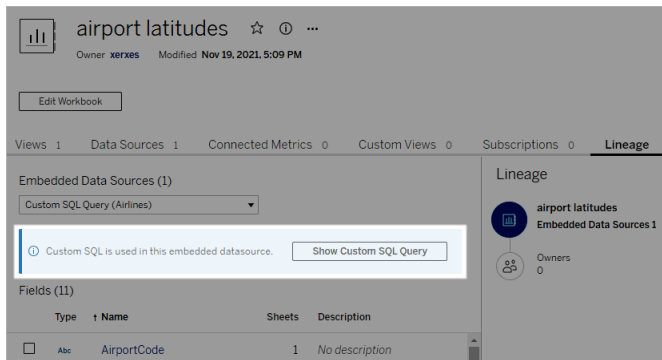 airport latitudes
Owner xerxes Modified Nov 19, 2021, 5:09 PM
Edit Workbook
Views 1 Data Sources 1 Connected Metrics 0 Custom Views 0 Subscriptions 0 Lineage
Embedded Data Sources (1)
Custom SQL Query (Airlines)
Custom SQL is used in this embedded datasource. Show Custom SQL Query
Fields (11)
Type ↑ Name Sheets Description
Abc AirportCode 1 No description
Lineage
airport latitudes
Embedded Data Sources 1
Owners
0